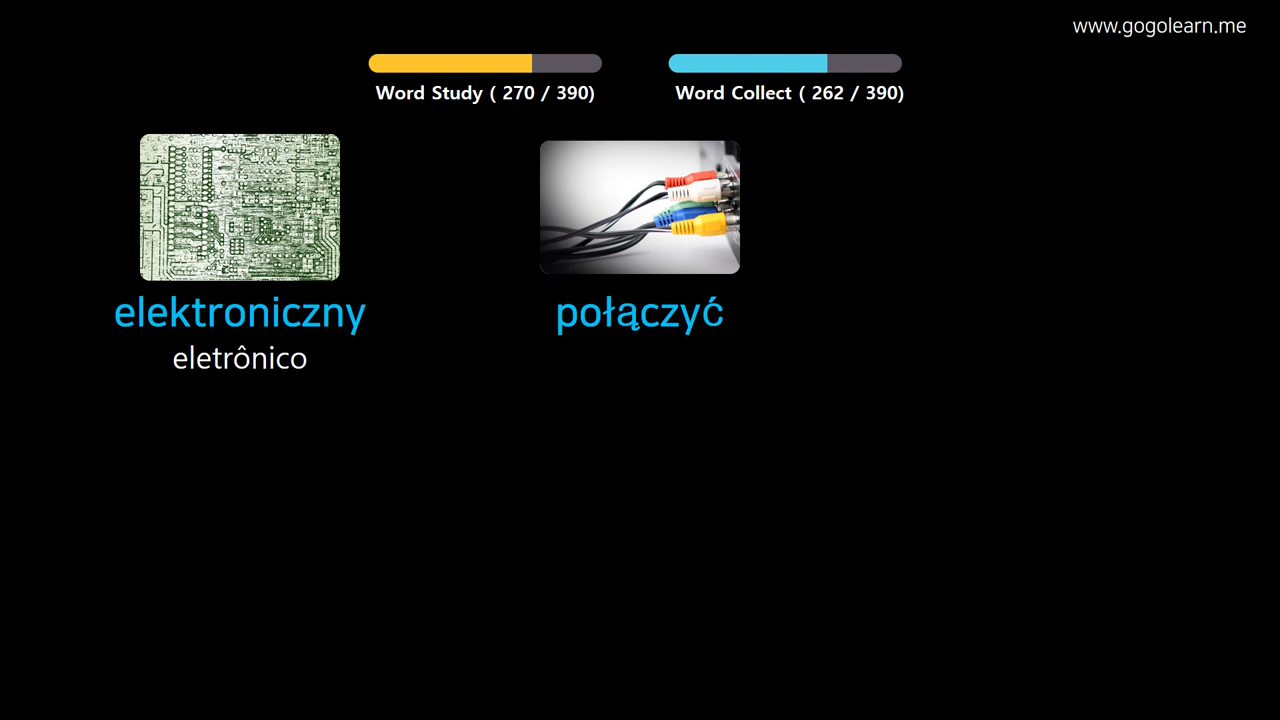 www.gogolearn.me
Word Study ( 270 / 390)
Word Collect ( 262 / 390)
elektroniczny
połączyć
eletrônico